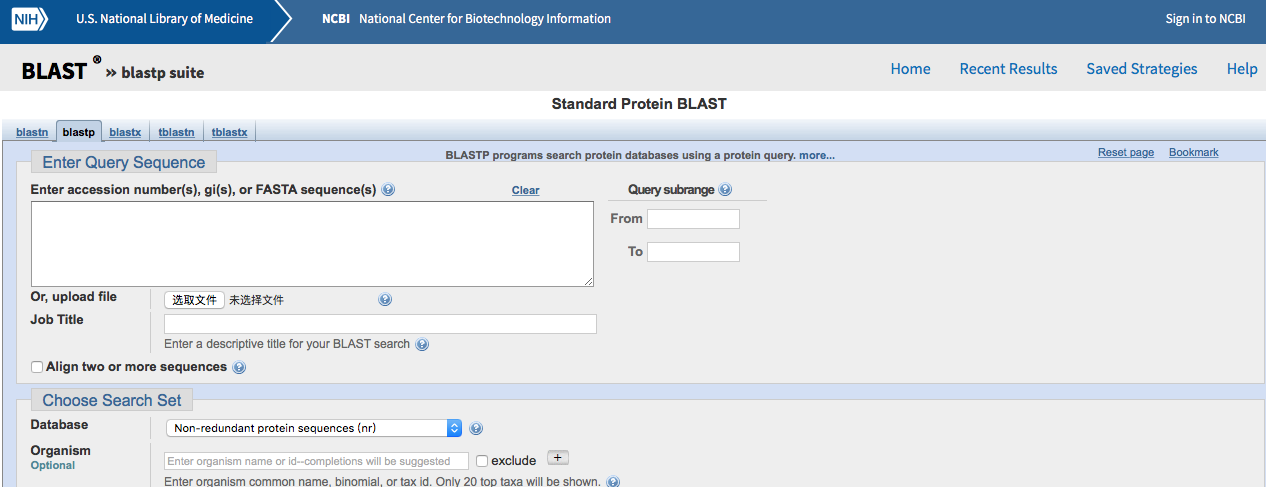 NIH U.S. National Library of Medicine NCBI National Center for Biotechnology Information Sign in to NCBI
BLAST ® » blastp suite Home Recent Results Saved Strategies Help
Standard Protein BLAST
blastn blastp blastx tblastn tblastx
Enter Query Sequence BLASTP programs search protein databases using a protein query. more... Reset page Bookmark
Enter accession number(s), gi(s), or FASTA sequence(s) ? Clear Query subrange ?
From
To
Or, upload file 选取文件 未选择文件 ?
Job Title
Enter a descriptive title for your BLAST search ?
Align two or more sequences ?
Choose Search Set
Database Non-redundant protein sequences (nr) ?
Organism
Optional
Enter organism name or id--completions will be suggested exclude +
Enter organism common name, binomial, or tax id. Only 20 top taxa will be shown. ?